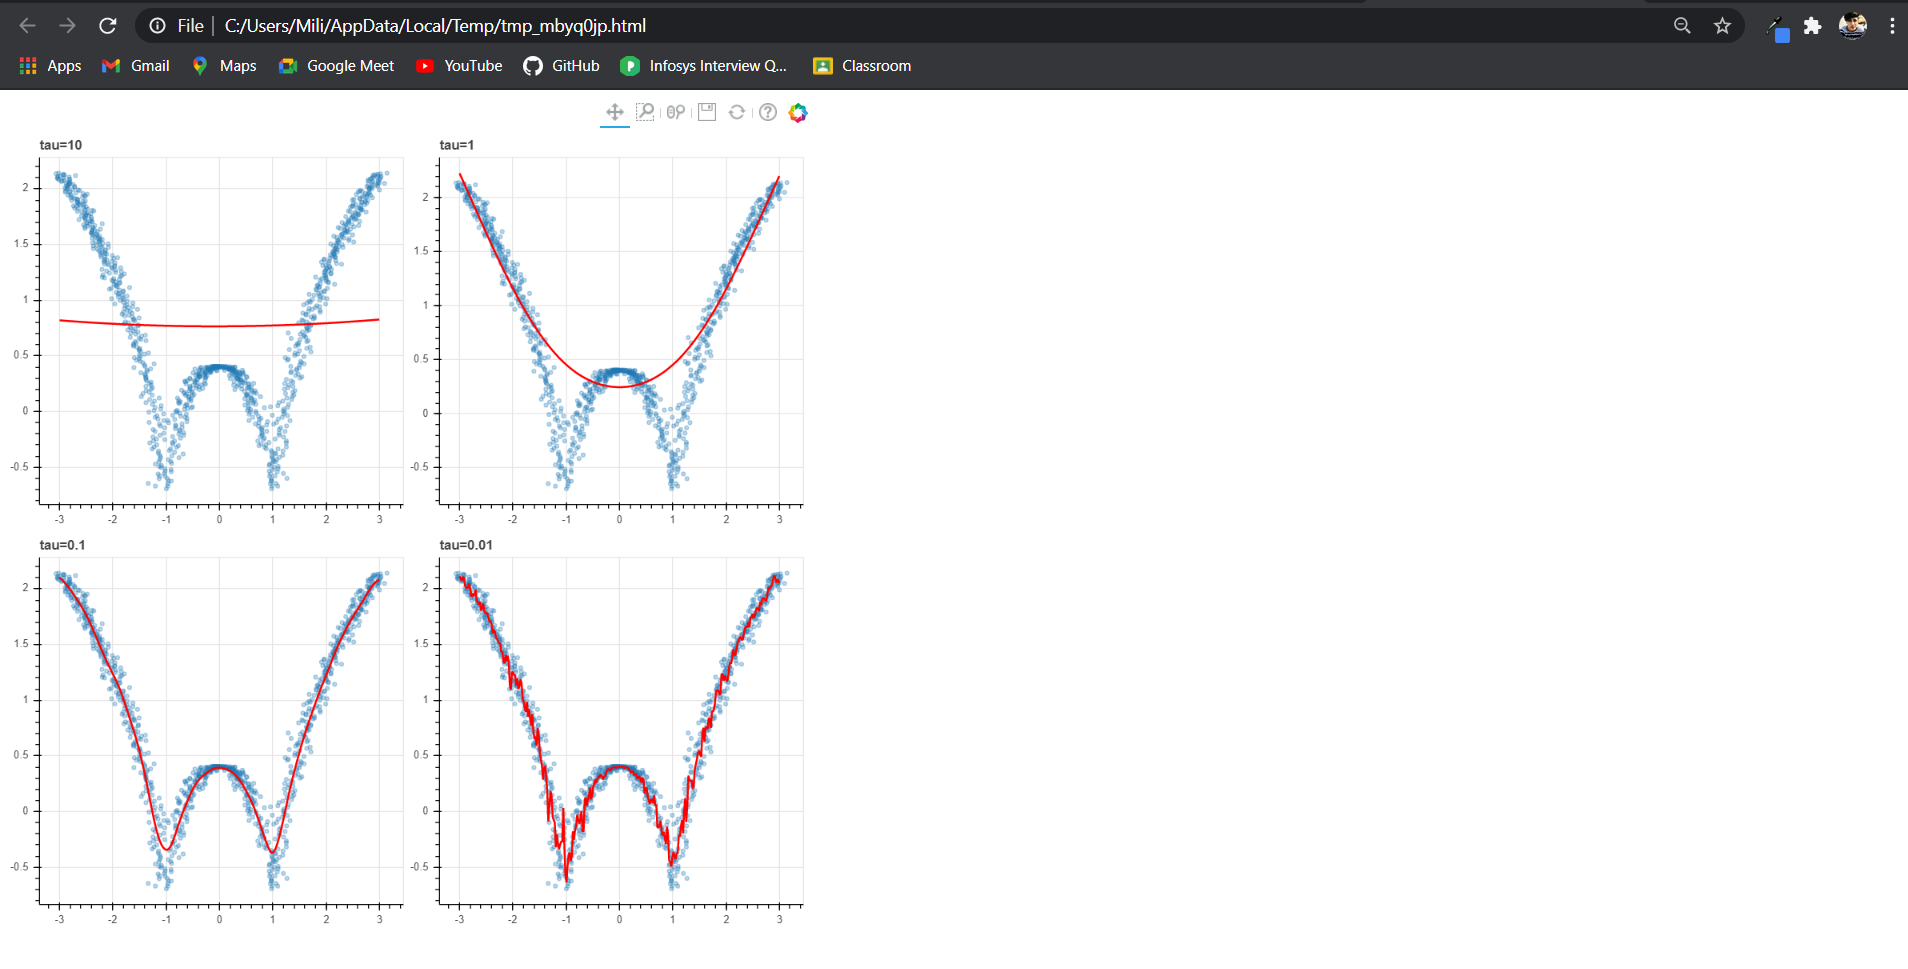 File C:/Users/Mili/AppData/Local/Temp/tmp_mbyq0jp.html
Apps Gmail Maps Google Meet YouTube GitHub Infosys Interview Q... Classroom
tau=10
2
1.5
1
0.5
0
-0.5
-3 -2 -1 0 1 2 3
tau=1
2
1.5
1
0.5
0
-0.5
-3 -2 -1 0 1 2 3
tau=0.1
2
1.5
1
0.5
0
-0.5
-3 -2 -1 0 1 2 3
tau=0.01
2
1.5
1
0.5
0
-0.5
-3 -2 -1 0 1 2 3